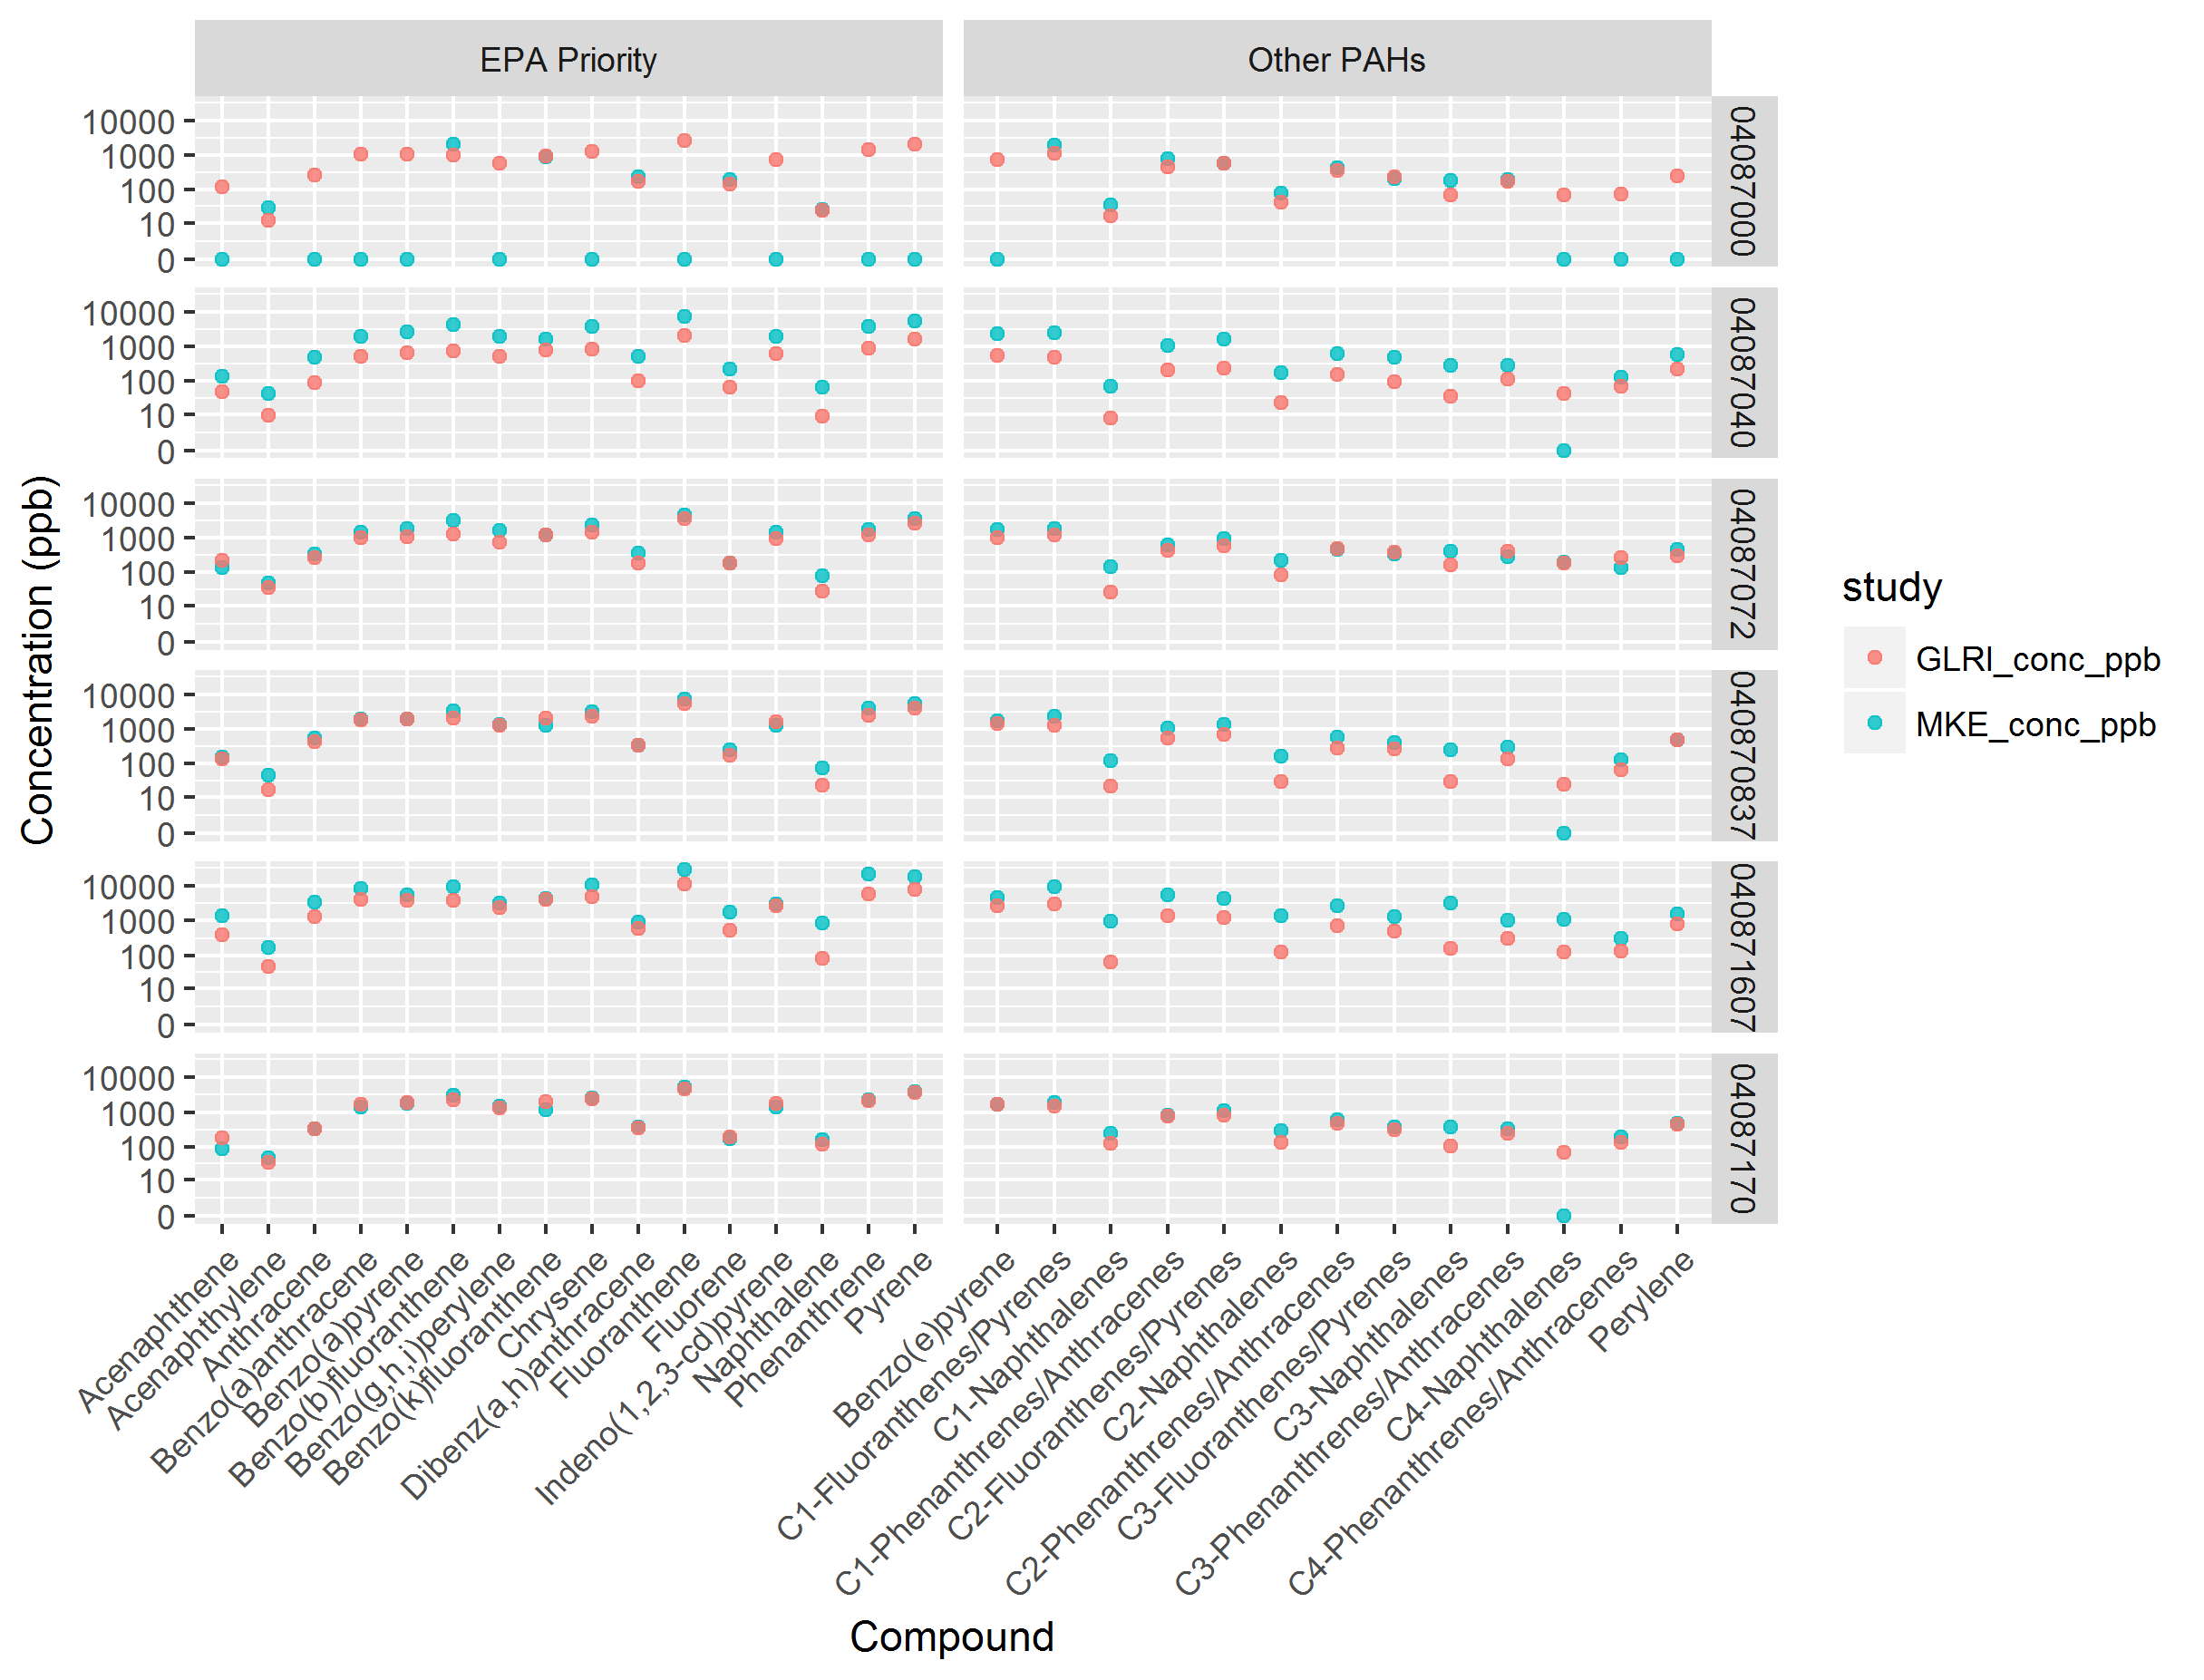 EPA Priority
Other PAHs
10000
1000
100
10
0
04087000
10000
1000
100
10
0
04087040
10000
1000
100
10
0
04087072
10000
1000
100
10
0
040870837
10000
1000
100
10
0
040871607
10000
1000
100
10
0
04087170
Concentration (ppb)
Acenaphthene
Acenaphthylene
Anthracene
Benzo(a)anthracene
Benzo(a)pyrene
Benzo(b)fluoranthene
Benzo(g,h,i)perylene
Benzo(k)fluoranthene
Chrysene
Dibenz(a,h)anthracene
Fluoranthene
Fluorene
Indeno(1,2,3-cd)pyrene
Naphthalene
Phenanthrene
Pyrene
Benzo(e)pyrene
C1-Fluoranthenes/Pyrenes
C1-Naphthalenes
C1-Phenanthrenes/Anthracenes
C2-Fluoranthenes/Pyrenes
C2-Naphthalenes
C2-Phenanthrenes/Anthracenes
C3-Fluoranthenes/Pyrenes
C3-Naphthalenes
C3-Phenanthrenes/Anthracenes
C4-Naphthalenes
C4-Phenanthrenes/Anthracenes
Perylene
Compound
study
GLRI_conc_ppb
MKE_conc_ppb